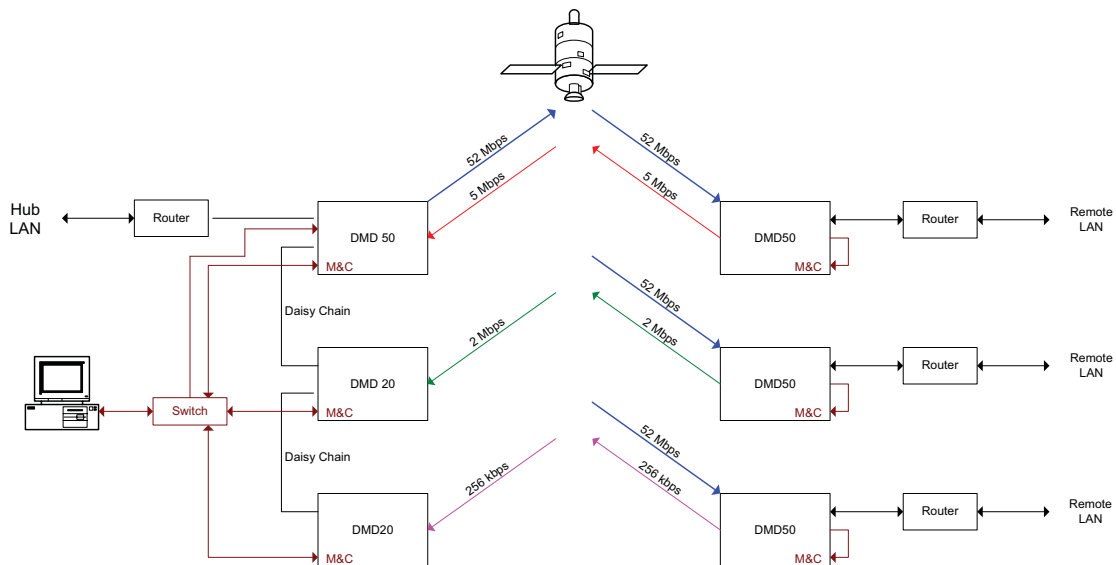 52 Mbps
5 Mbps
52 Mbps
5 Mbps
Hub
LAN
Router
DMD 50
M&C
DMD50
M&C
Router
Remote
LAN
Daisy Chain
2 Mbps
52 Mbps
2 Mbps
Switch
DMD 20
M&C
DMD50
M&C
Router
Remote
LAN
Daisy Chain
256 kbps
52 Mbps
256 kbps
DMD20
M&C
DMD50
M&C
Router
Remote
LAN